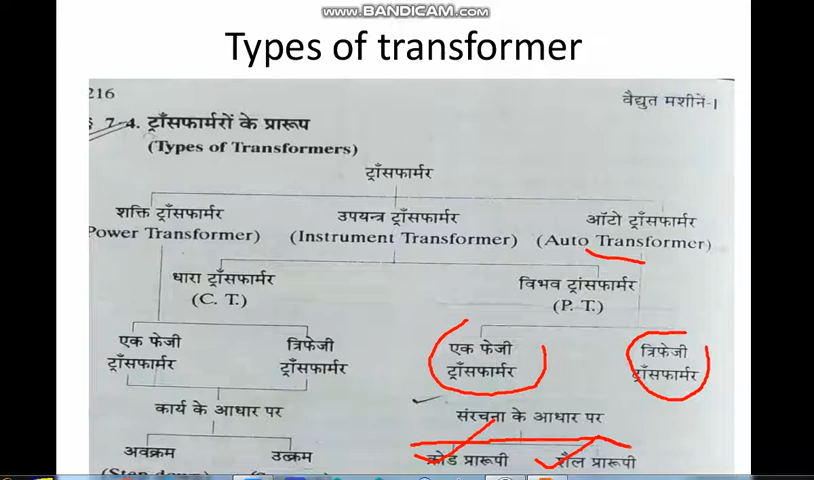 www.BANDICAM.com
Types of transformer
216
वैद्युत मशीनें-I
§ 7-4. ट्राँसफार्मरों के प्रारूप
(Types of Transformers)
ट्राँसफार्मर
शक्ति ट्राँसफार्मर
उपयन्त्र ट्राँसफार्मर
ऑटो ट्राँसफार्मर
Power Transformer)
(Instrument Transformer)
(Auto Transformer)
धारा ट्राँसफार्मर
विभव ट्रांसफार्मर
(C. T.)
(P. T.)
एक फेजी
त्रिफेजी
एक फेजी
त्रिफेजी
ट्राँसफार्मर
ट्राँसफार्मर
ट्राँसफार्मर
ट्राँसफार्मर
कार्य के आधार पर
संरचना के आधार पर
अवक्रम
उत्क्रम
क्रोड प्रारूपी
शैल प्रारूपी